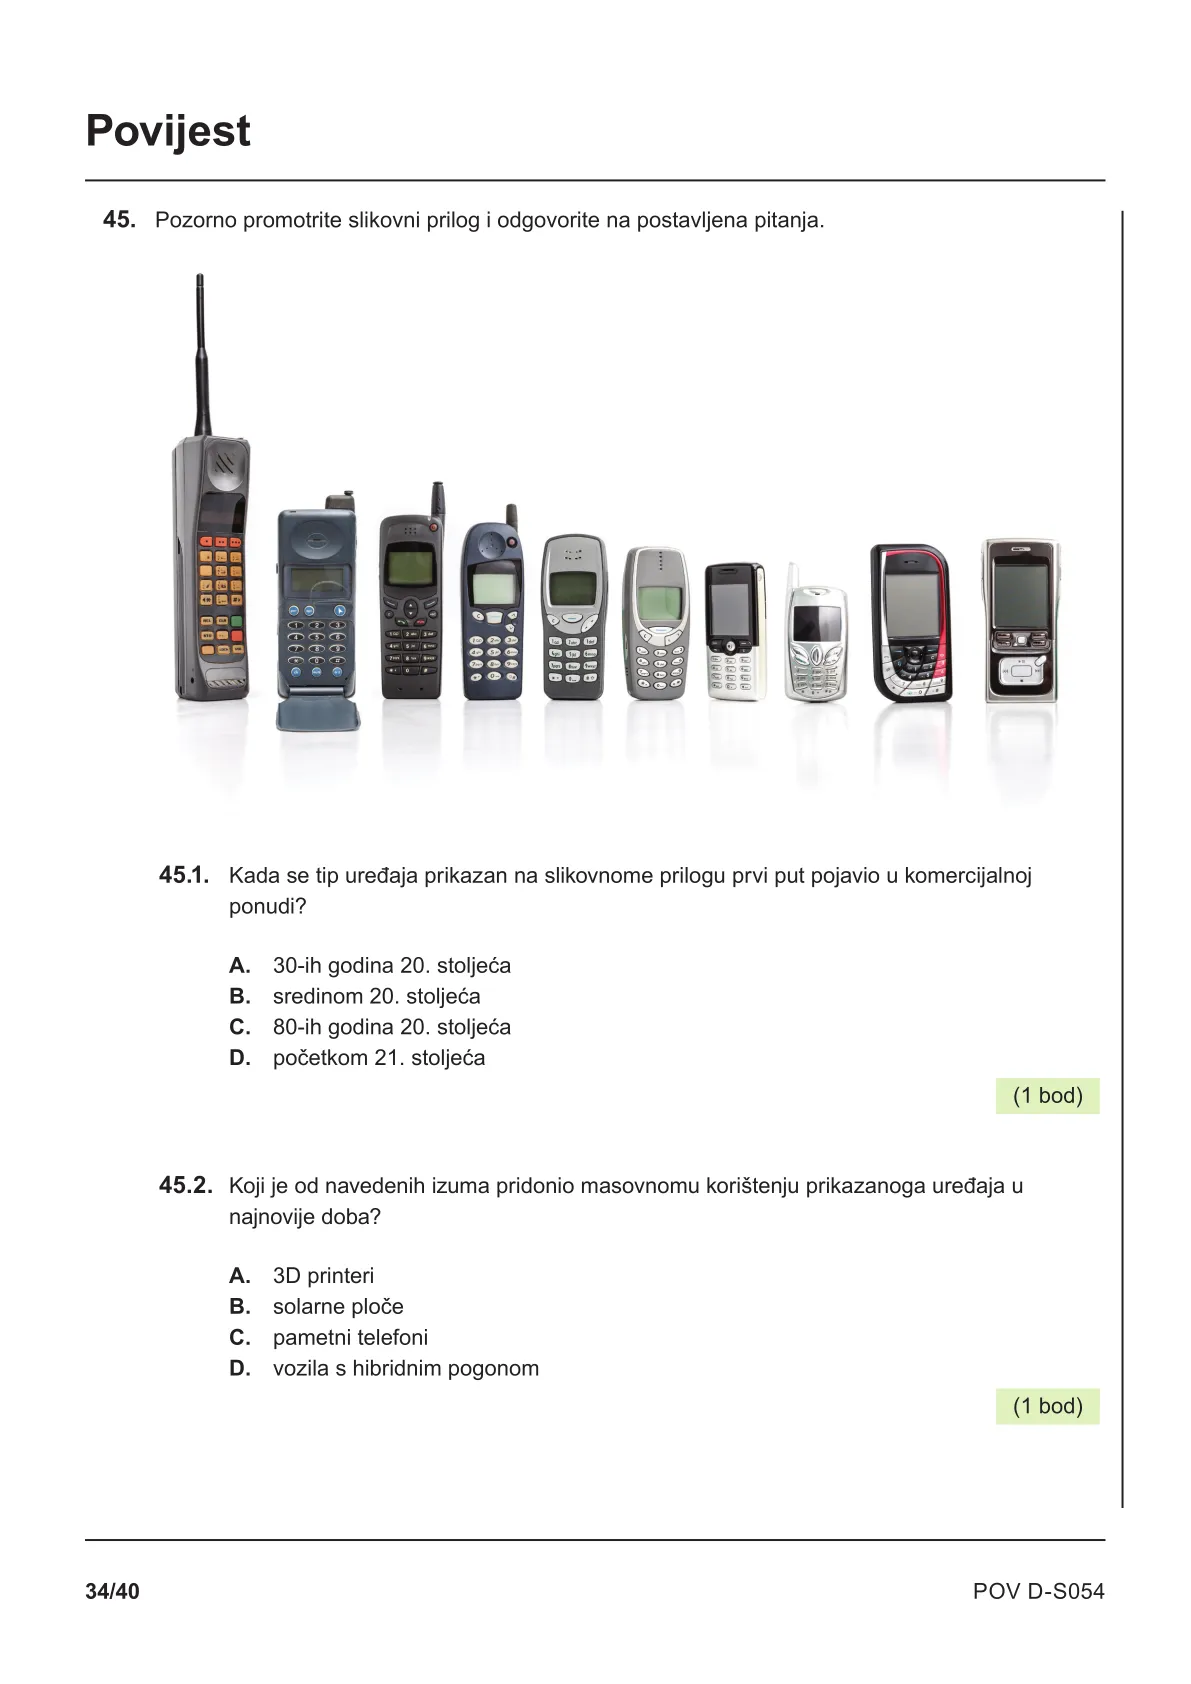 Povijest
45. Pozorno promotrite slikovni prilog i odgovorite na postavljena pitanja.
45.1. Kada se tip uređaja prikazan na slikovnome prilogu prvi put pojavio u komercijalnoj
ponudi?
A. 30-ih godina 20. stoljeća
B. sredinom 20. stoljeća
C. 80-ih godina 20. stoljeća
D. početkom 21. stoljeća
(1 bod)
45.2. Koji je od navedenih izuma pridonio masovnomu korištenju prikazanoga uređaja u
najnovije doba?
A. 3D printeri
B. solarne ploče
C. pametni telefoni
D. vozila s hibridnim pogonom
(1 bod)
34/40
POV D-S054